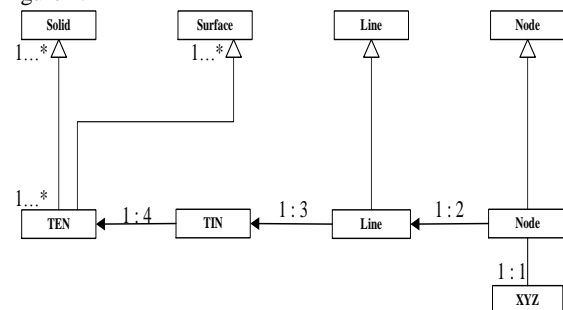 Solid Surface Line Node
1...* 1...*
1...*
TEN 1 : 4 TIN 1 : 3 Line 1 : 2 Node
1 : 1
XYZ